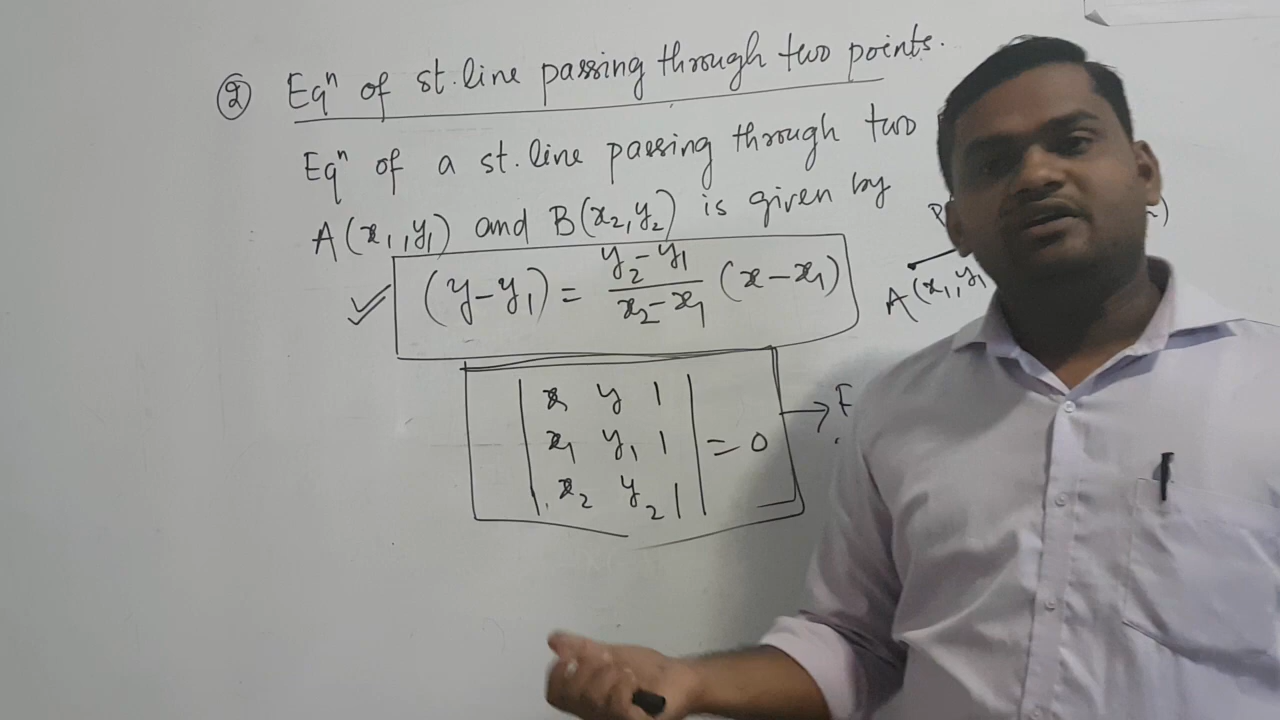 ② Eqⁿ of st. line passing through two points.
Eqⁿ of a st. line passing through two
A(x₁, y₁) and B(x₂, y₂) is given by
(y-y₁) = y₂-y₁ / x₂-x₁ (x-x₁)
A(x₁, y₁
x y 1
x₁ y₁ 1 = 0
x₂ y₂ 1